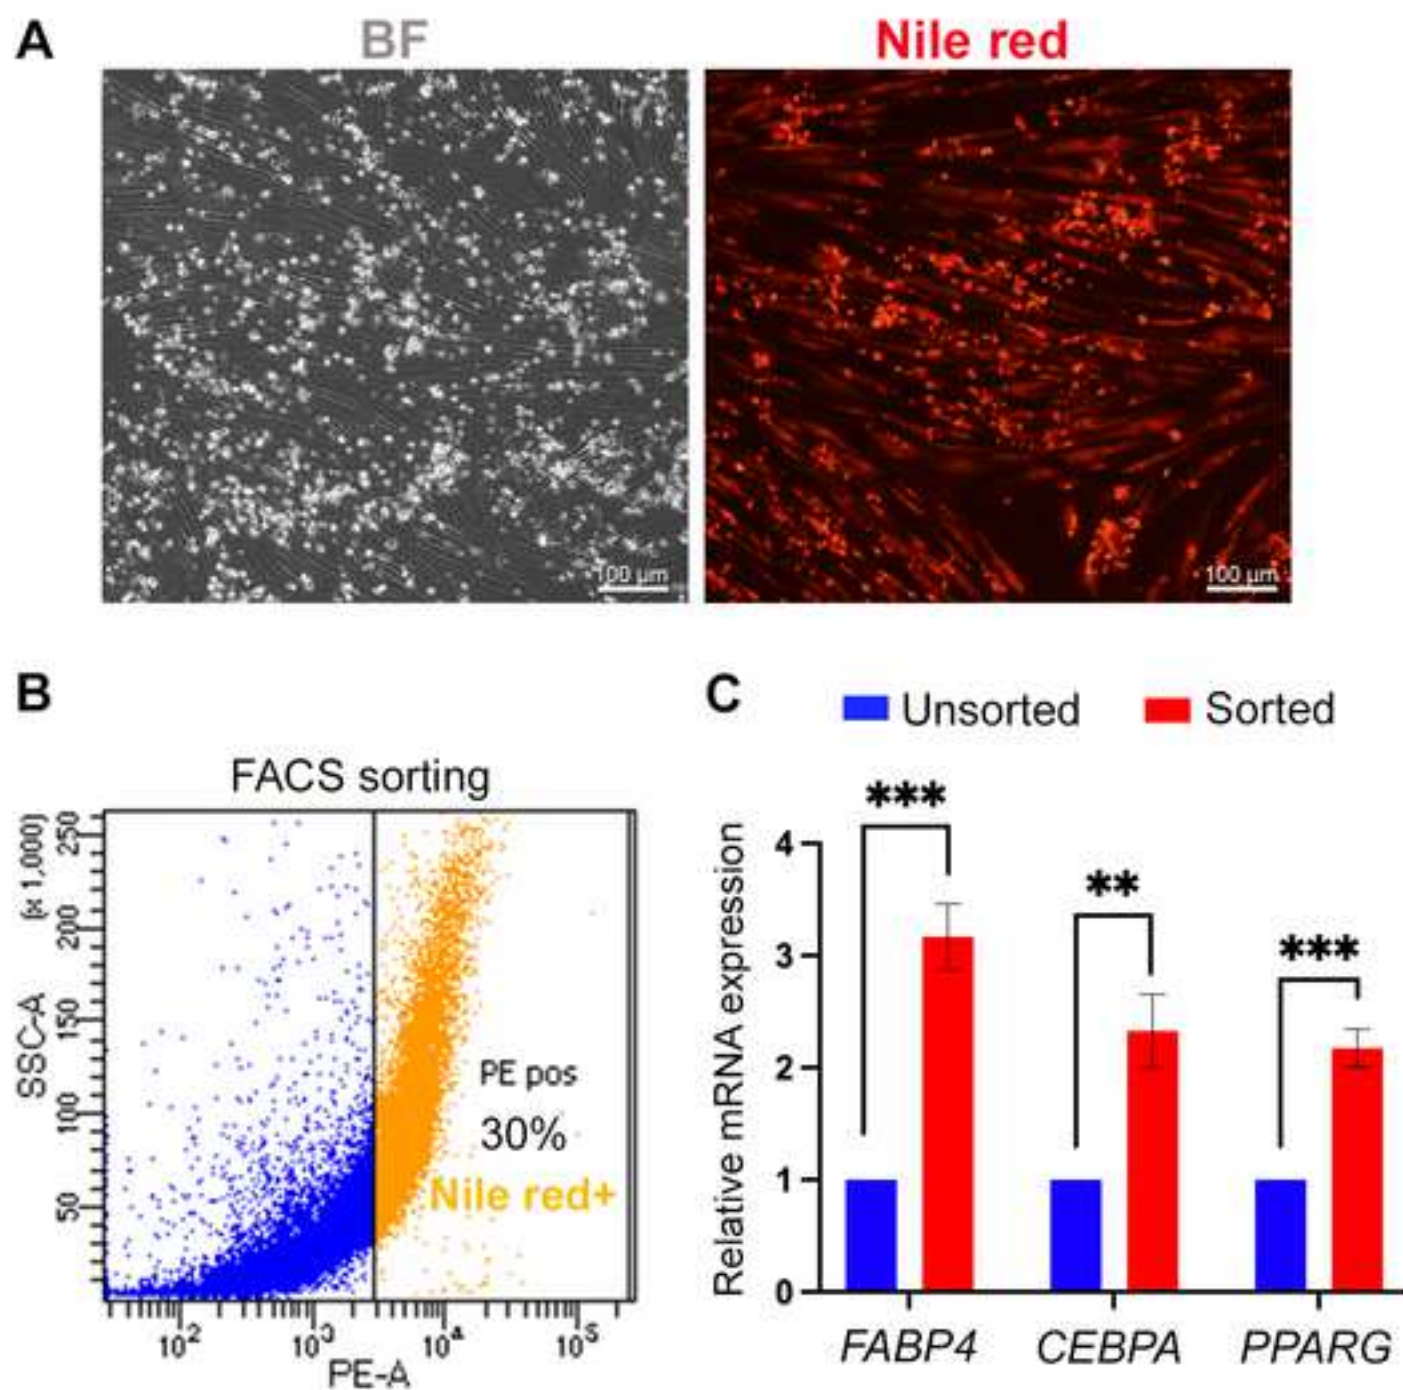 A
BF
Nile red
100 µm
100 µm
B
FACS sorting
(× 1,000)
SSC-A
250
200
150
100
50
PE pos
30%
Nile red+
10²
10³
10⁴
10⁵
PE-A
C
Unsorted
Sorted
Relative mRNA expression
4
3
2
1
0
***
**
***
FABP4
CEBPA
PPARG